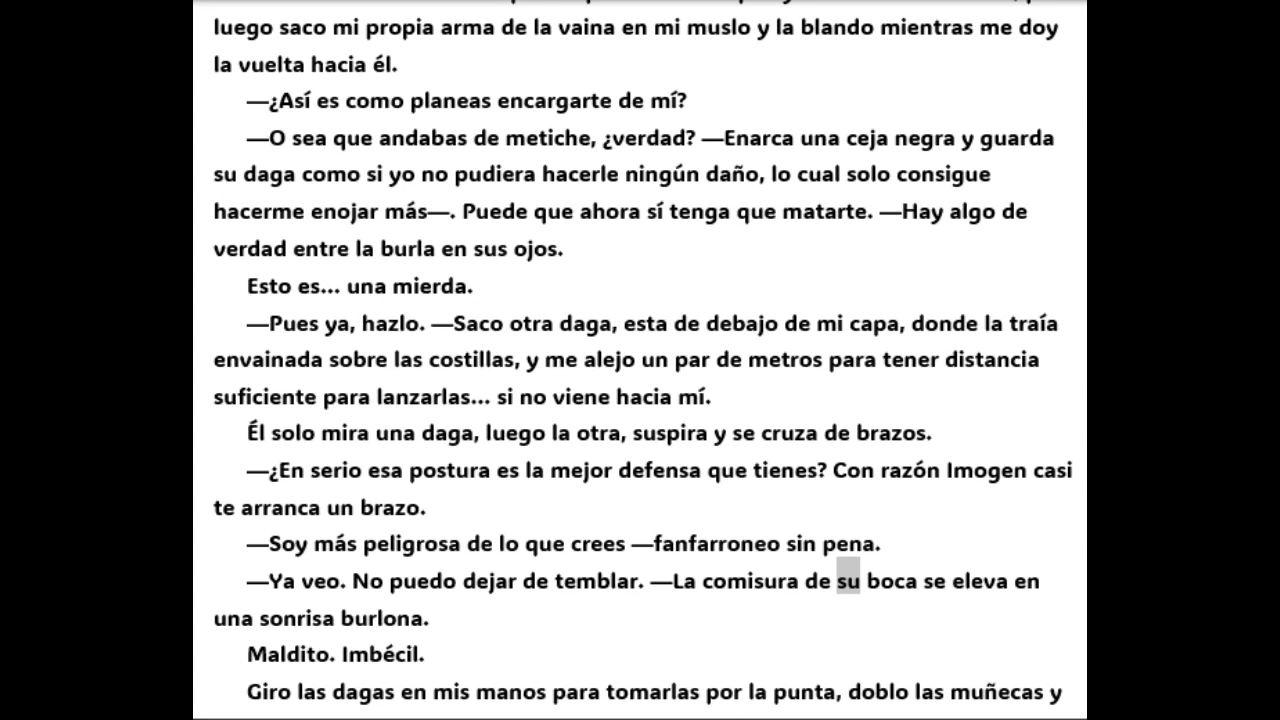 luego saco mi propia arma de la vaina en mi muslo y la blando mientras me doy
la vuelta hacia él.
—¿Así es como planeas encargarte de mí?
—O sea que andabas de metiche, ¿verdad? —Enarca una ceja negra y guarda
su daga como si yo no pudiera hacerle ningún daño, lo cual solo consigue
hacerme enojar más—. Puede que ahora sí tenga que matarte. —Hay algo de
verdad entre la burla en sus ojos.
Esto es... una mierda.
—Pues ya, hazlo. —Saco otra daga, esta de debajo de mi capa, donde la traía
envainada sobre las costillas, y me alejo un par de metros para tener distancia
suficiente para lanzarlas... si no viene hacia mí.
Él solo mira una daga, luego la otra, suspira y se cruza de brazos.
—¿En serio esa postura es la mejor defensa que tienes? Con razón Imogen casi
te arranca un brazo.
—Soy más peligrosa de lo que crees —fanfarroneo sin pena.
—Ya veo. No puedo dejar de temblar. —La comisura de su boca se eleva en
una sonrisa burlona.
Maldito. Imbécil.
Giro las dagas en mis manos para tomarlas por la punta, doblo las muñecas y